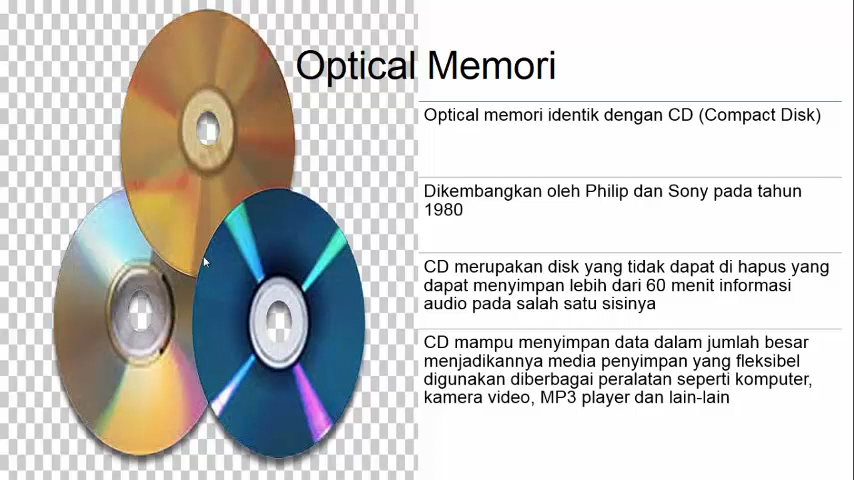 Optical Memori
Optical memori identik dengan CD (Compact Disk)
Dikembangkan oleh Philip dan Sony pada tahun
1980
CD merupakan disk yang tidak dapat di hapus yang
dapat menyimpan lebih dari 60 menit informasi
audio pada salah satu sisinya
CD mampu menyimpan data dalam jumlah besar
menjadikannya media penyimpan yang fleksibel
digunakan diberbagai peralatan seperti komputer,
kamera video, MP3 player dan lain-lain